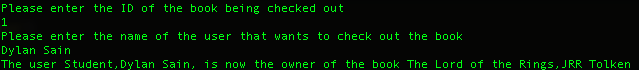 Please enter the ID of the book being checked out
1
Please enter the name of the user that wants to check out the book
Dylan Sain
The user Student,Dylan Sain, is now the owner of the book The Lord of the Rings,JRR Tolken